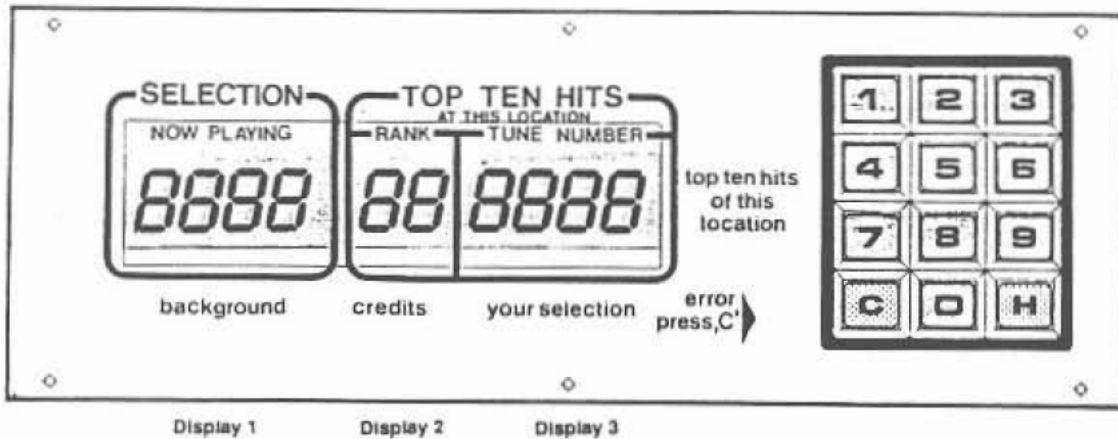 SELECTION
NOW PLAYING
8888
background
TOP TEN HITS
AT THIS LOCATION
RANK
TUNE NUMBER
88
8888
credits
your selection
top ten hits
of this
location
error
press,C'
1 2 3
4 5 6
7 8 9
C 0 H
Display 1
Display 2
Display 3